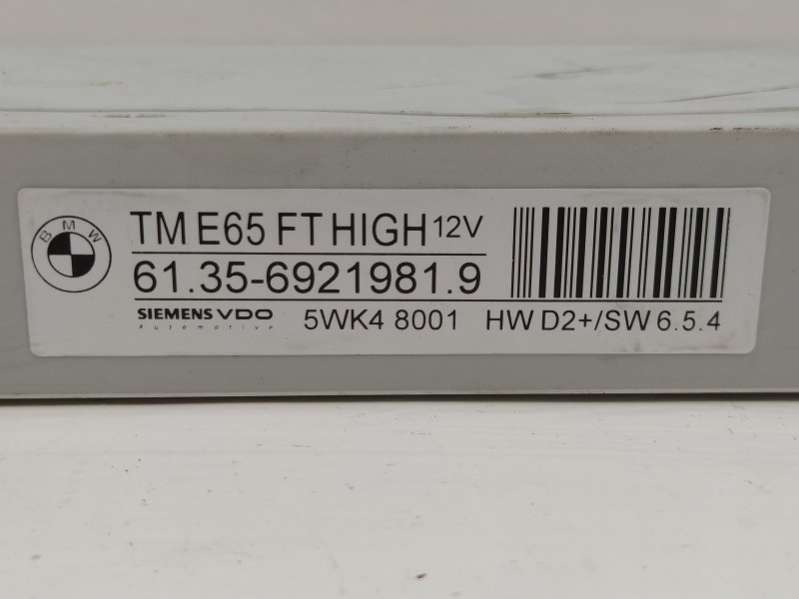 BMW
TM E65 FT HIGH 12V
61.35-6921981.9
SIEMENS VDO
Automotive
5WK4 8001 HW D2+/SW 6.5.4